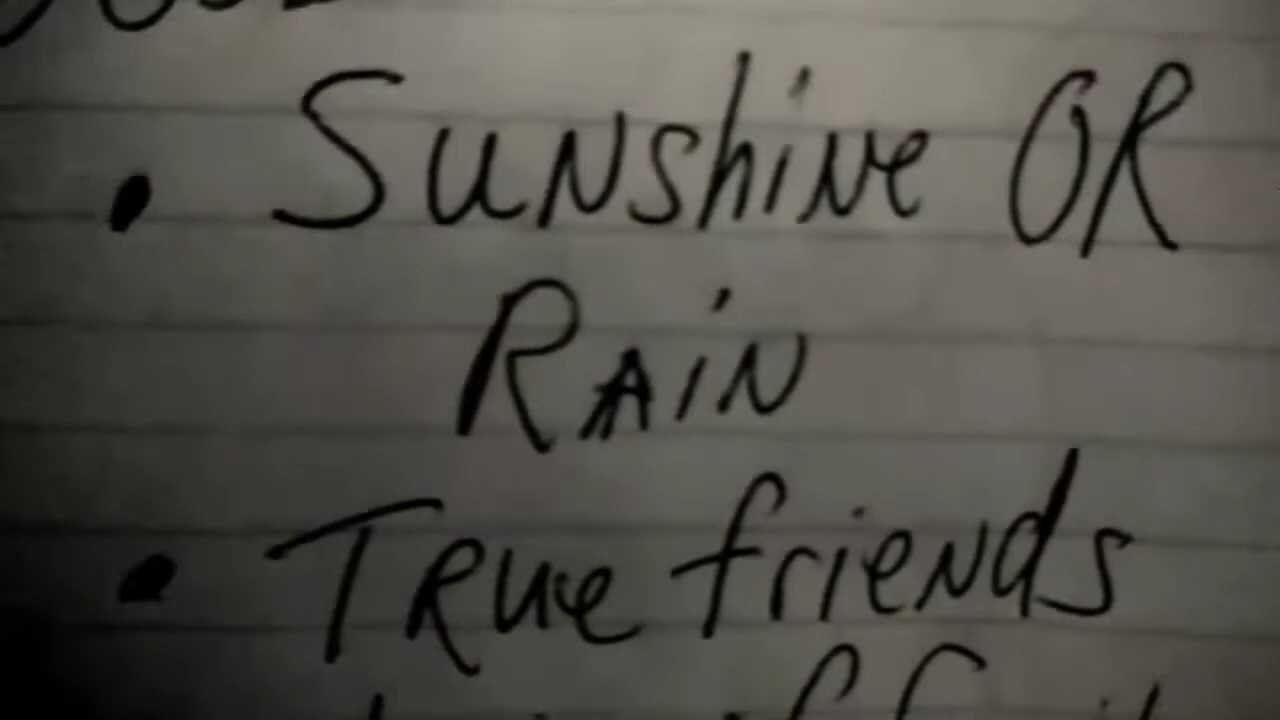 • Sunshine OR
Rain
• True friends